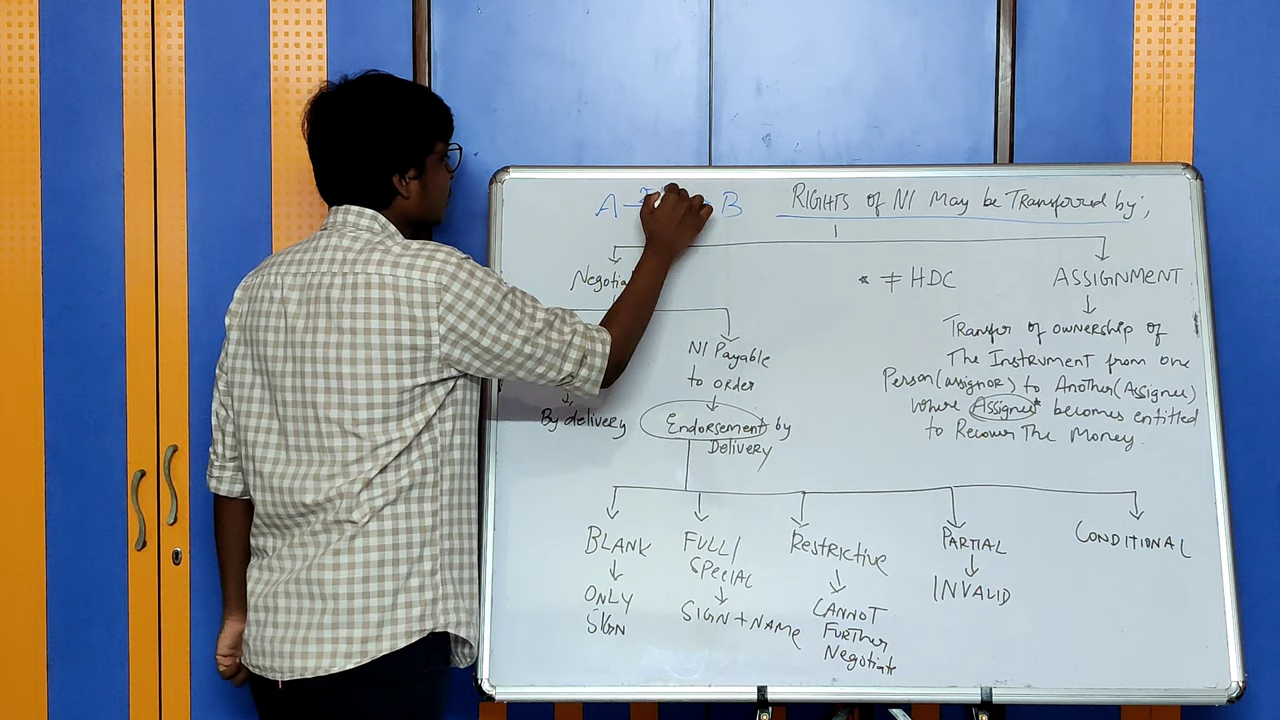 A B RIGHTS of NI May be Transferred by;
* ≠ HDC ASSIGNMENT
Transfer of ownership of
The Instrument from one
Person (assignor) to Another (Assignee)
where Assignee* becomes entitled
to Recover The Money.
NI Payable
to order
By delivery
Endorsement by
Delivery
BLANK
ONLY
SIGN
FULL/
SPECIAL
SIGN + NAME
RESTRICTIVE
CANNOT
FURTHER
Negotiate
PARTIAL
INVALID
CONDITIONAL